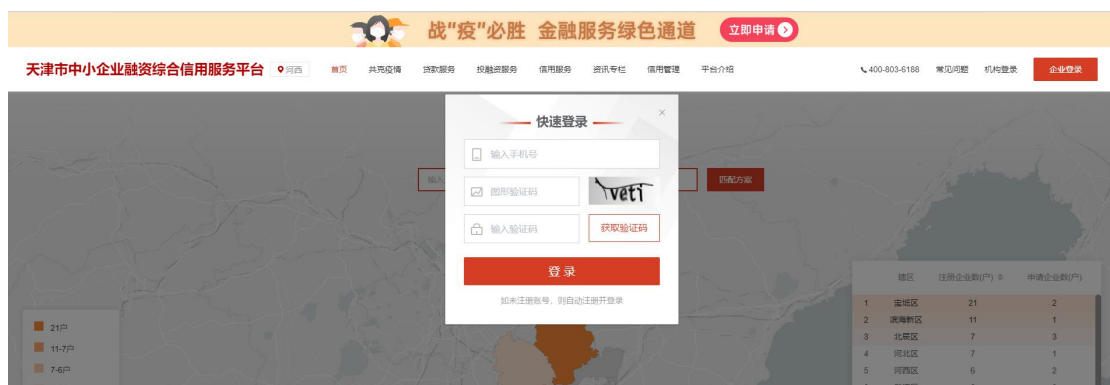 战"疫"必胜 金融服务绿色通道 立即申请
天津市中小企业融资综合信用服务平台 河西 首页 共克疫情 贷款服务 投融资服务 信用服务 资讯专栏 信用管理 平台介绍 400-803-6188 常见问题 机构登录 企业登录
快速登录
输入手机号
输入 匹配方案
图形验证码 veti
输入验证码 获取验证码
登录
如未注册账号，则自动注册并登录
辖区 注册企业数(户) 申请企业数(户)
1 宝坻区 21 2
2 滨海新区 11 1
3 北辰区 7 3
4 河北区 7 1
5 河西区 6 2
21户
11-7户
7-6户